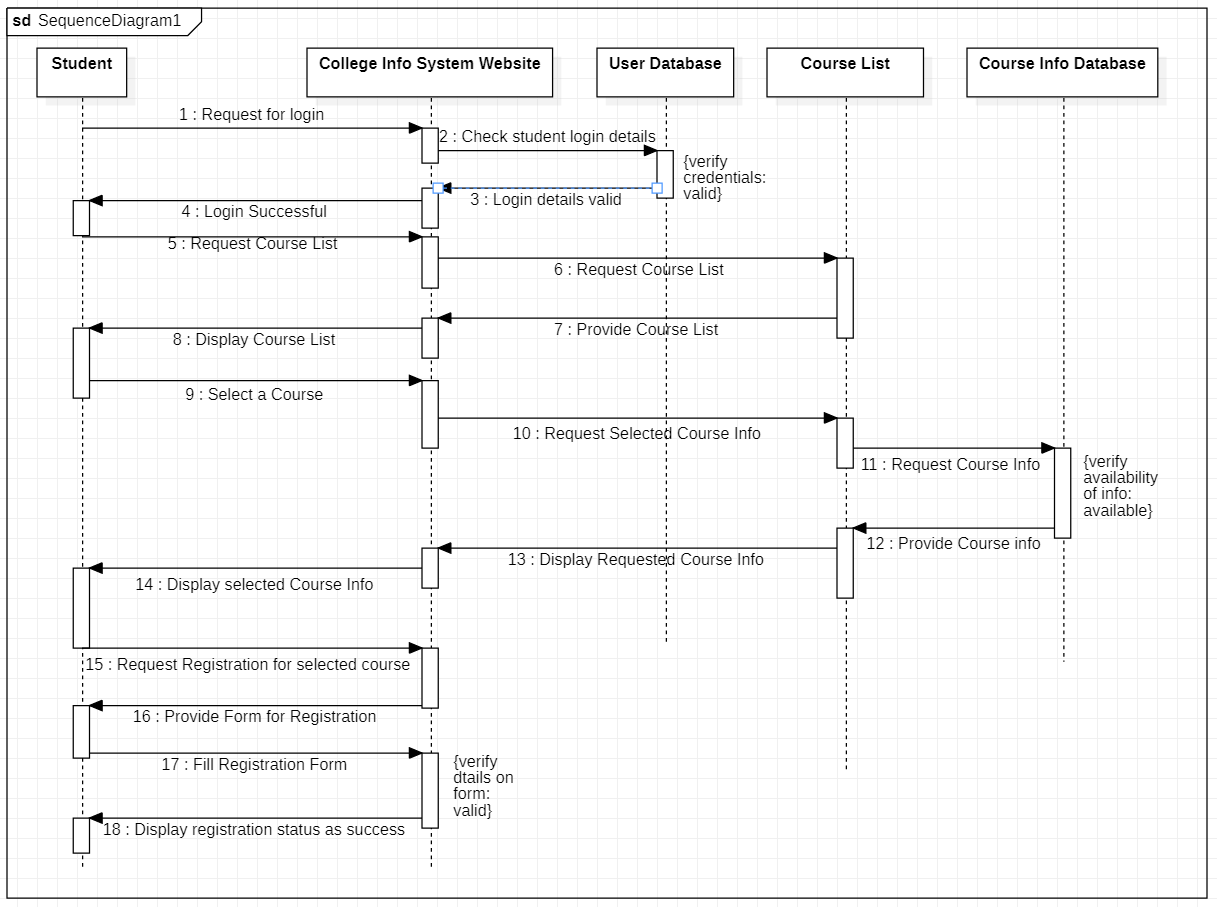 sd SequenceDiagram1
Student
College Info System Website
User Database
Course List
Course Info Database
1 : Request for login
2 : Check student login details
{verify
credentials:
valid}
3 : Login details valid
4 : Login Successful
5 : Request Course List
6 : Request Course List
7 : Provide Course List
8 : Display Course List
9 : Select a Course
10 : Request Selected Course Info
11 : Request Course Info
{verify
availability
of info:
available}
12 : Provide Course info
13 : Display Requested Course Info
14 : Display selected Course Info
15 : Request Registration for selected course
16 : Provide Form for Registration
17 : Fill Registration Form
{verify
dtails on
form:
valid}
18 : Display registration status as success